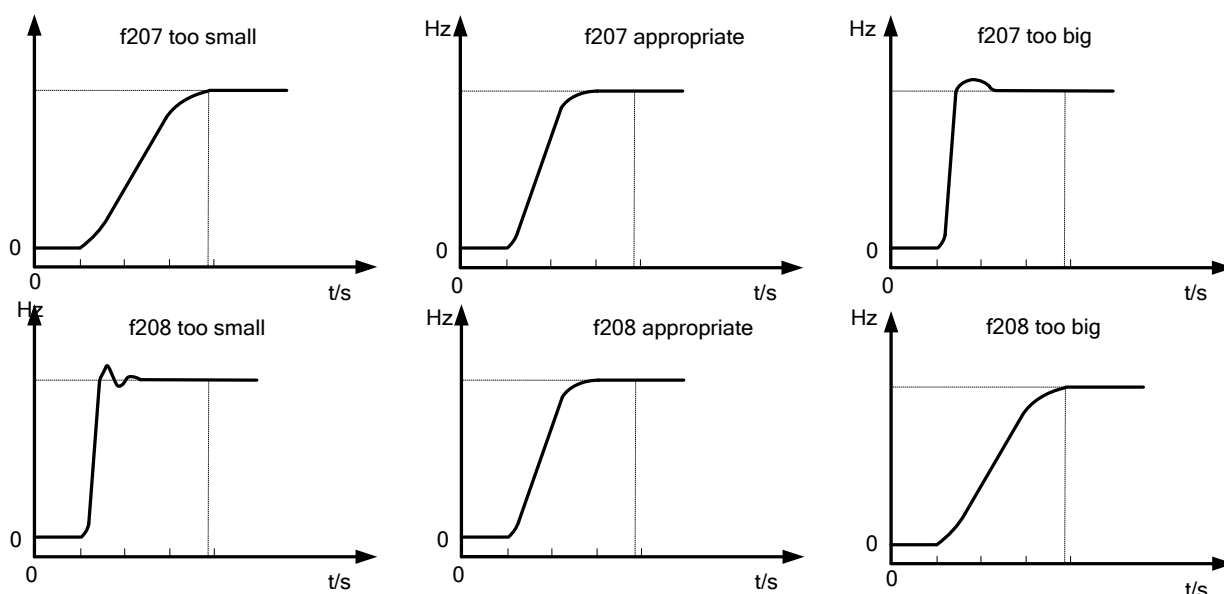 f207 too small
0
0
t/s
Hz
f207 appropriate
0
0
t/s
Hz
f207 too big
0
0
t/s
Hz
f208 too small
0
0
t/s
Hz
f208 appropriate
0
0
t/s
Hz
f208 too big
0
0
t/s